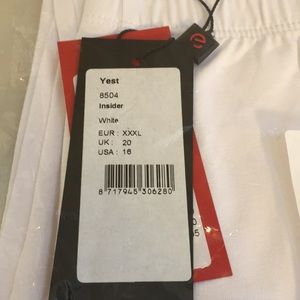 e
Yest
8504
Insider
White
EUR : XXXL
UK : 20
USA : 16
8 717945 306280